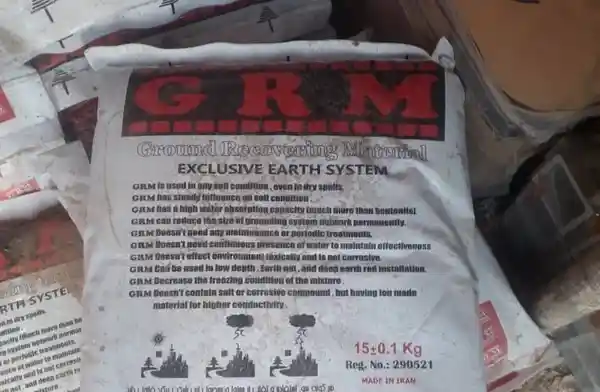 GRM
Ground Recovering Material
EXCLUSIVE EARTH SYSTEM
GRM is used in any soil condition, even in dry spells.
GRM has steady influence on soil condition
GRM has a high water absorption capacity (much more than bentonite)
GRM can reduce the size of grounding system network permanently.
GRM Doesn't need any maintenance or periodic treatments.
GRM Doesn't need continuous presence of water to maintain effectiveness
GRM Doesn't effect environment toxically and is not corrosive.
GRM Can be used in low depth, Earth mat, and deep earth rod installation.
GRM Decrease the freezing condition of the mixture.
GRM Doesn't contain salt or corrosive compound, but having ion made
material for higher conductivity.
15±0.1 Kg
Reg. No.: 290521
MADE IN IRAN
RTH SYSTE
in dry spells.